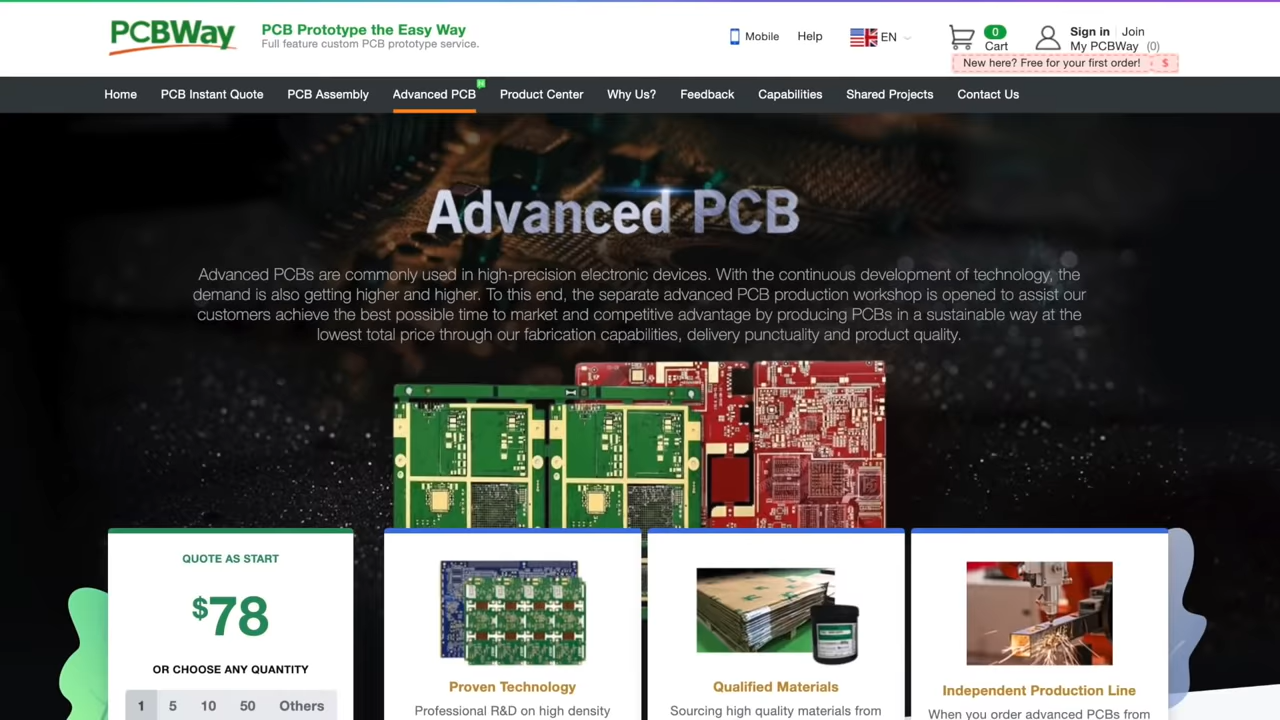 PCBWay
PCB Prototype the Easy Way
Full feature custom PCB prototype service.
Mobile
Help
EN
0
Cart
Sign in
Join
My PCBWay (0)
New here? Free for your first order!
$
Home
PCB Instant Quote
PCB Assembly
Advanced PCB
Product Center
Why Us?
Feedback
Capabilities
Shared Projects
Contact Us
Advanced PCB
Advanced PCBs are commonly used in high-precision electronic devices. With the continuous development of technology, the
demand is also getting higher and higher. To this end, the separate advanced PCB production workshop is opened to assist our
customers achieve the best possible time to market and competitive advantage by producing PCBs in a sustainable way at the
lowest total price through our fabrication capabilities, delivery punctuality and product quality.
QUOTE AS START
$78
OR CHOOSE ANY QUANTITY
1
5
10
50
Others
Proven Technology
Professional R&D on high density
Qualified Materials
Sourcing high quality materials from
Independent Production Line
When you order advanced PCBs from